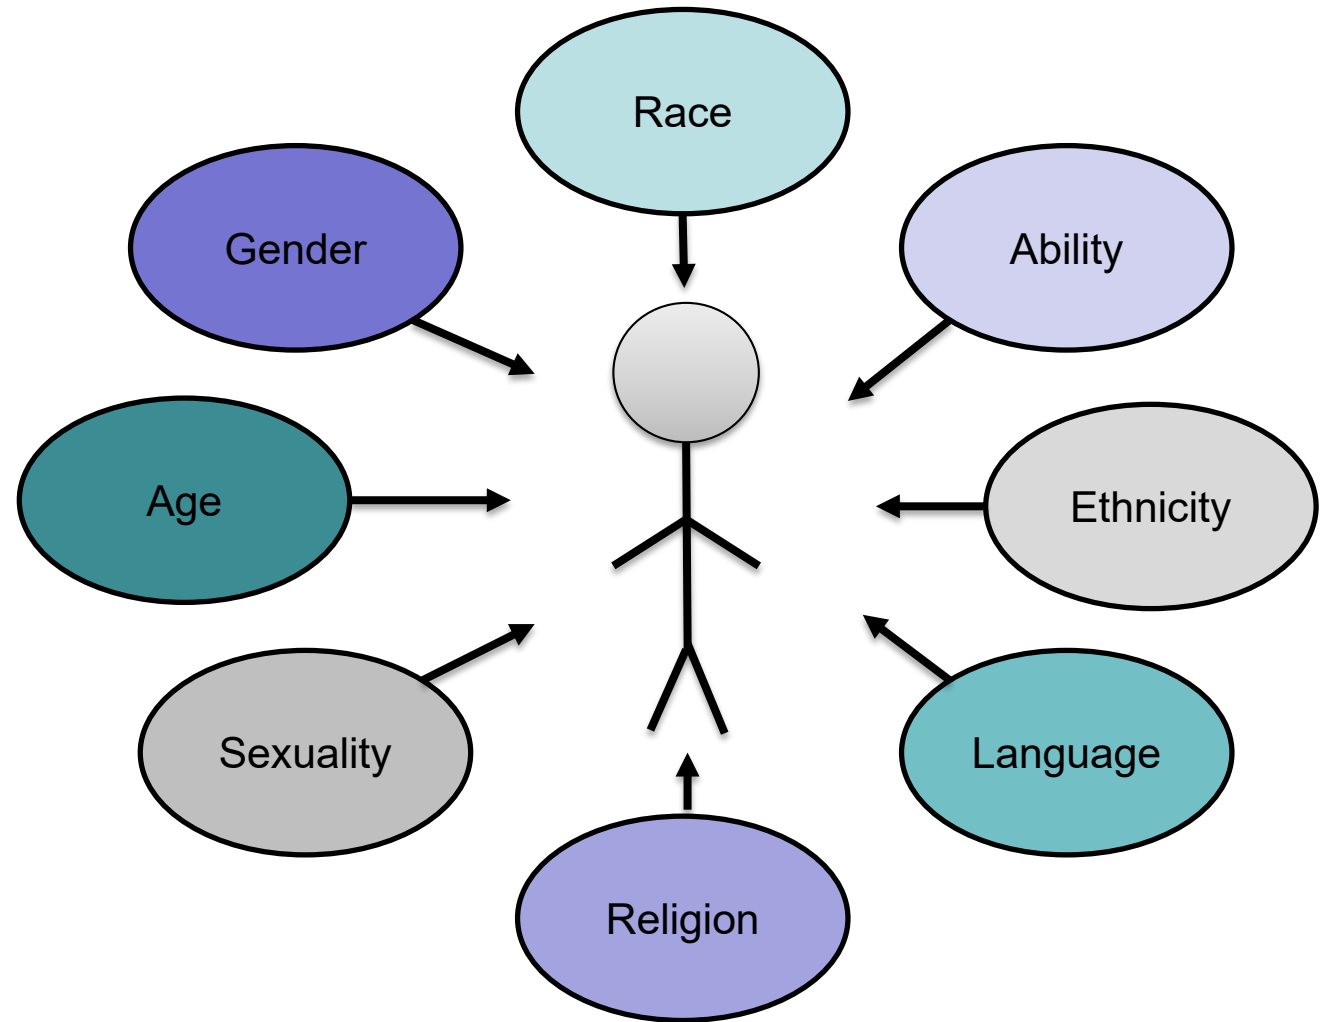 Race
Gender
Ability
Age
Ethnicity
Sexuality
Language
Religion